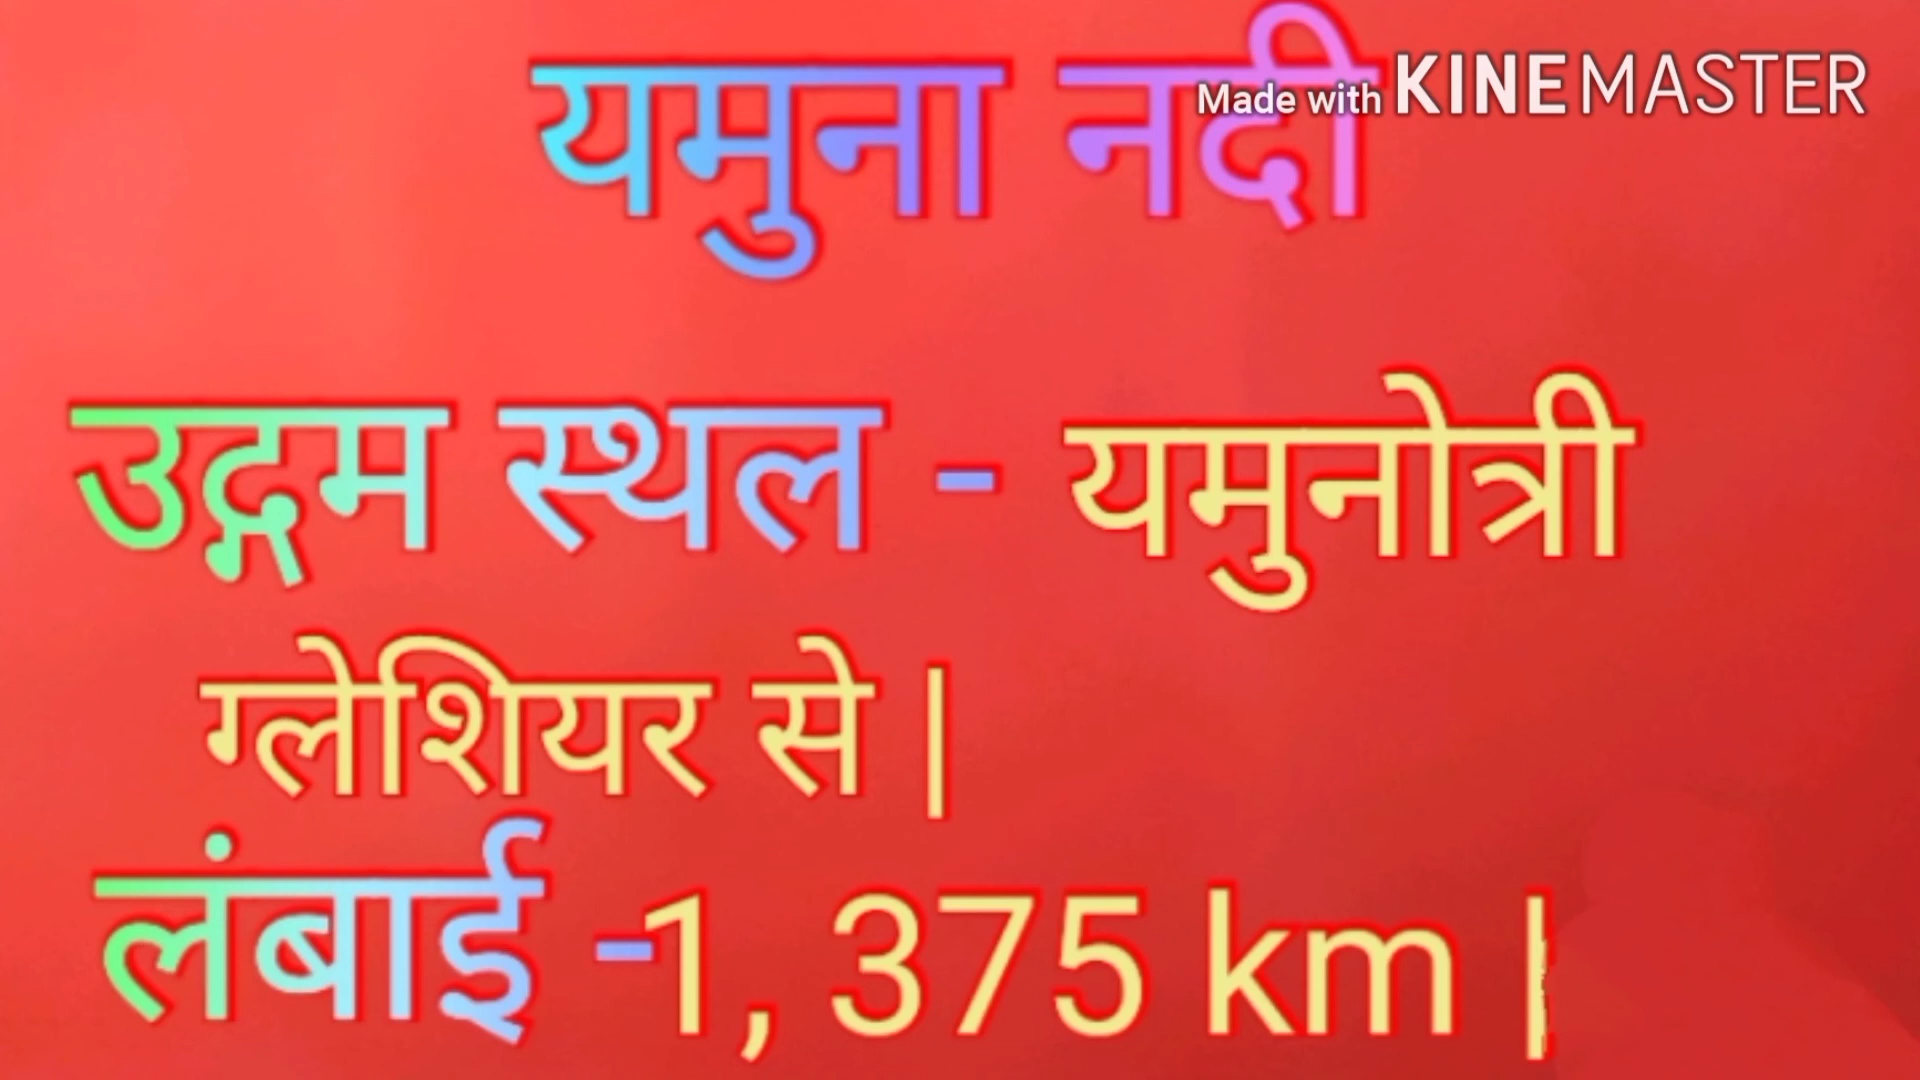 यमुना नदी
Made with KINEMASTER
उद्गम स्थल - यमुनोत्री
ग्लेशियर से |
लंबाई -1, 375 km |